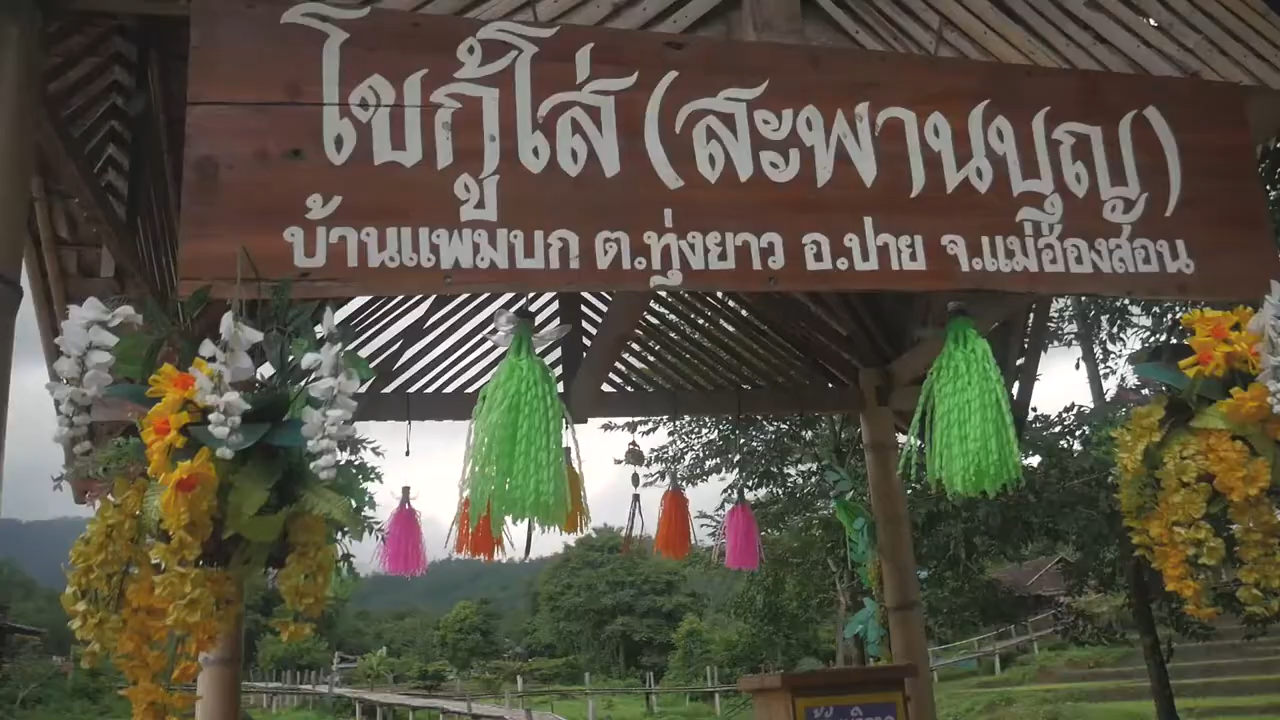 โขกู้โส่ (สะพานบุญ)
บ้านแพมบก ต.ทุ่งยาว อ.ปาย จ.แม่ฮ่องสอน